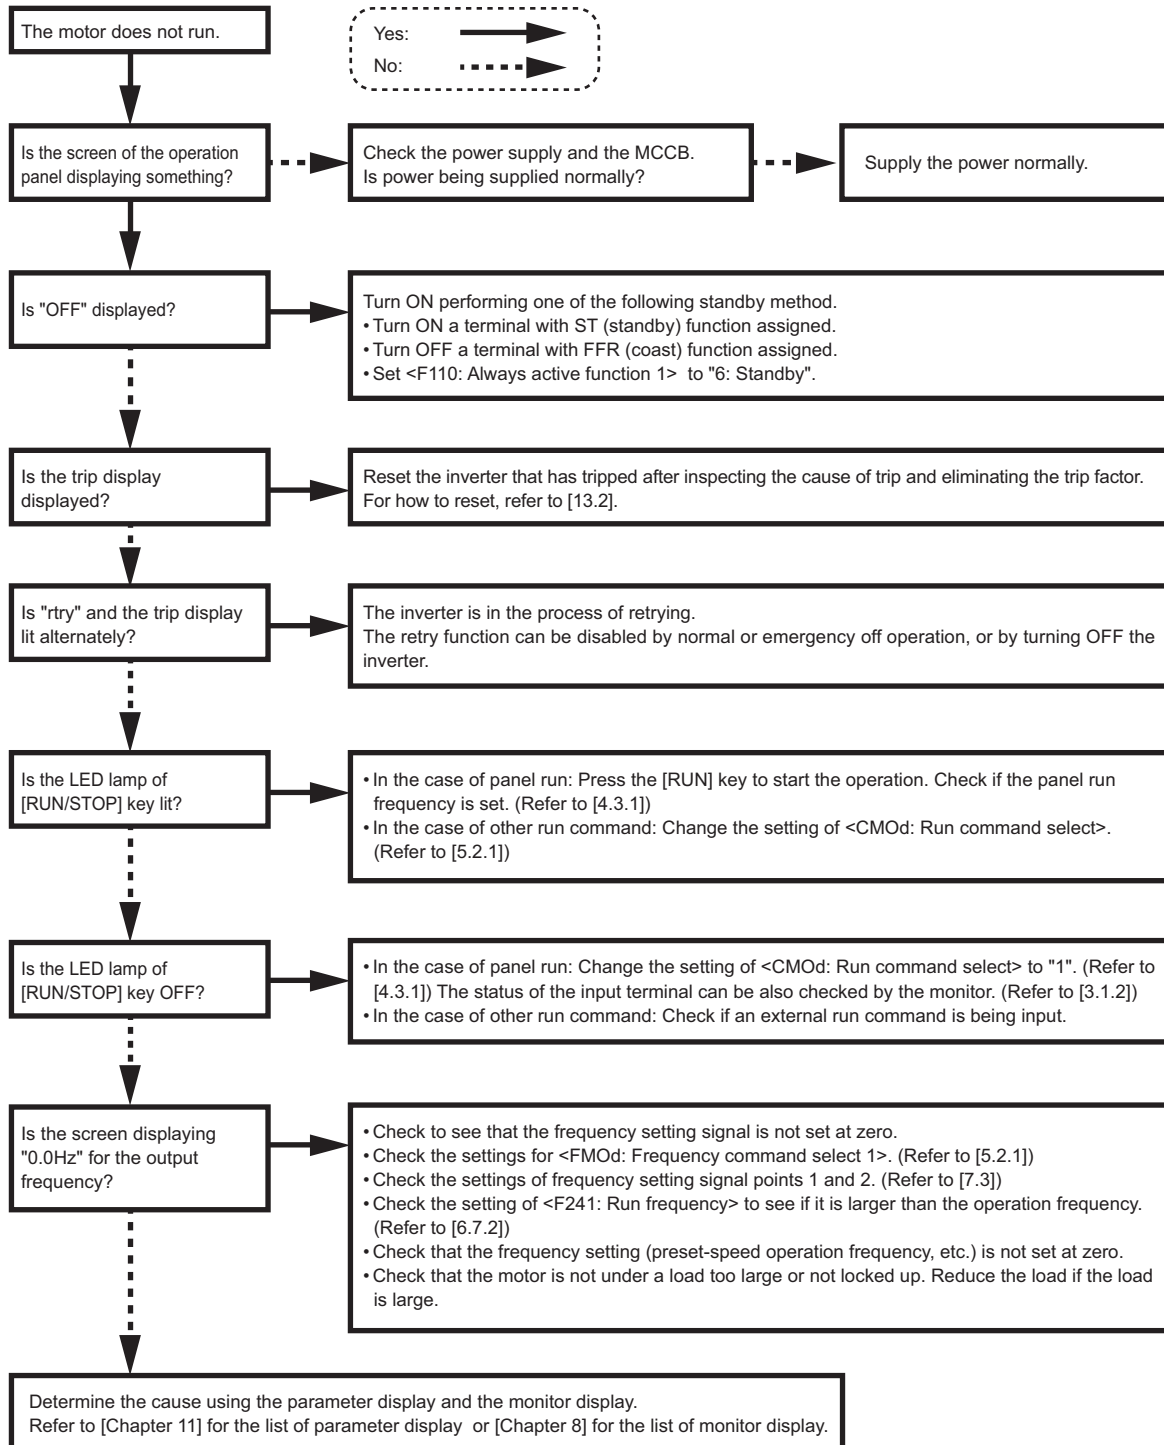 The motor does not run.
Yes:
No:
Is the screen of the operation
panel displaying something?
Check the power supply and the MCCB.
Is power being supplied normally?
Supply the power normally.
Is "OFF" displayed?
Turn ON performing one of the following standby method.
• Turn ON a terminal with ST (standby) function assigned.
• Turn OFF a terminal with FFR (coast) function assigned.
• Set <F110: Always active function 1> to "6: Standby".
Is the trip display
displayed?
Reset the inverter that has tripped after inspecting the cause of trip and eliminating the trip factor.
For how to reset, refer to [13.2].
Is "rtry" and the trip display
lit alternately?
The inverter is in the process of retrying.
The retry function can be disabled by normal or emergency off operation, or by turning OFF the
inverter.
Is the LED lamp of
[RUN/STOP] key lit?
• In the case of panel run: Press the [RUN] key to start the operation. Check if the panel run
frequency is set. (Refer to [4.3.1])
• In the case of other run command: Change the setting of <CMOd: Run command select>.
(Refer to [5.2.1])
Is the LED lamp of
[RUN/STOP] key OFF?
• In the case of panel run: Change the setting of <CMOd: Run command select> to "1". (Refer to
[4.3.1]) The status of the input terminal can be also checked by the monitor. (Refer to [3.1.2])
• In the case of other run command: Check if an external run command is being input.
Is the screen displaying
"0.0Hz" for the output
frequency?
• Check to see that the frequency setting signal is not set at zero.
• Check the settings for <FMOd: Frequency command select 1>. (Refer to [5.2.1])
• Check the settings of frequency setting signal points 1 and 2. (Refer to [7.3])
• Check the setting of <F241: Run frequency> to see if it is larger than the operation frequency.
(Refer to [6.7.2])
• Check that the frequency setting (preset-speed operation frequency, etc.) is not set at zero.
• Check that the motor is not under a load too large or not locked up. Reduce the load if the load
is large.
Determine the cause using the parameter display and the monitor display.
Refer to [Chapter 11] for the list of parameter display or [Chapter 8] for the list of monitor display.